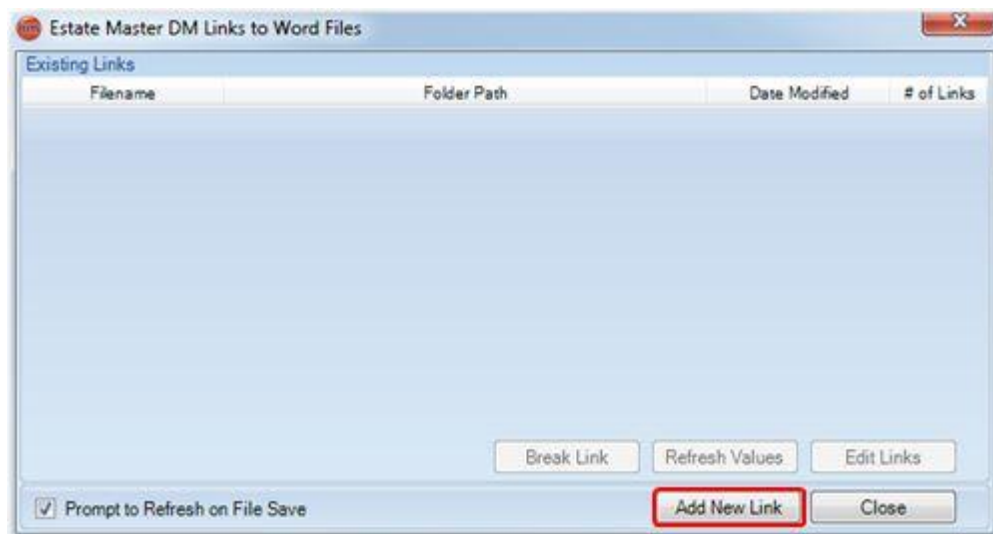 Estate Master DM Links to Word Files
Existing Links
Filename Folder Path Date Modified # of Links
Break Link Refresh Values Edit Links
Prompt to Refresh on File Save Add New Link Close